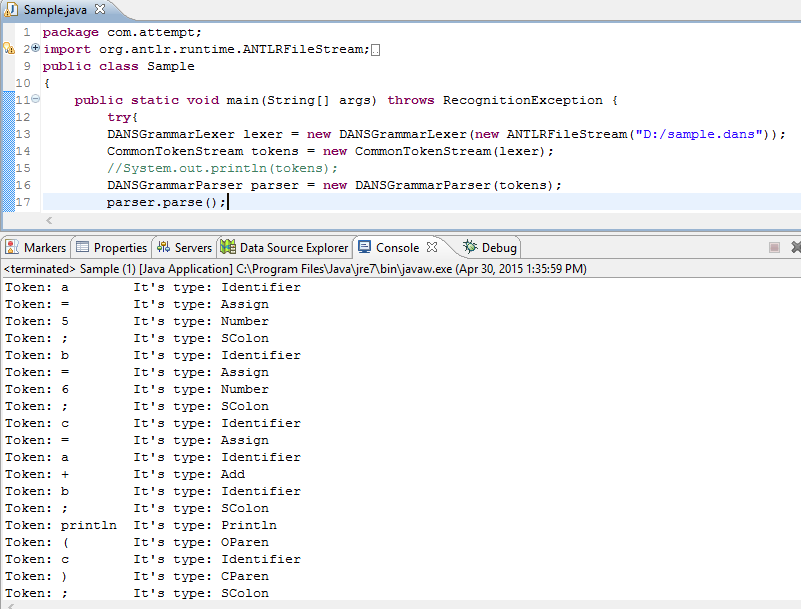 Sample.java
1 package com.attempt;
2 import org.antlr.runtime.ANTLRFileStream;
9 public class Sample
10 {
11 public static void main(String[] args) throws RecognitionException {
12 try{
13 DANSGrammarLexer lexer = new DANSGrammarLexer(new ANTLRFileStream("D:/sample.dans"));
14 CommonTokenStream tokens = new CommonTokenStream(lexer);
15 //System.out.println(tokens);
16 DANSGrammarParser parser = new DANSGrammarParser(tokens);
17 parser.parse();
Markers Properties Servers Data Source Explorer Console Debug
<terminated> Sample (1) [Java Application] C:\Program Files\Java\jre7\bin\javaw.exe (Apr 30, 2015 1:35:59 PM)
Token: a It's type: Identifier
Token: = It's type: Assign
Token: 5 It's type: Number
Token: ; It's type: SColon
Token: b It's type: Identifier
Token: = It's type: Assign
Token: 6 It's type: Number
Token: ; It's type: SColon
Token: c It's type: Identifier
Token: = It's type: Assign
Token: a It's type: Identifier
Token: + It's type: Add
Token: b It's type: Identifier
Token: ; It's type: SColon
Token: println It's type: Println
Token: ( It's type: OParen
Token: c It's type: Identifier
Token: ) It's type: CParen
Token: ; It's type: SColon